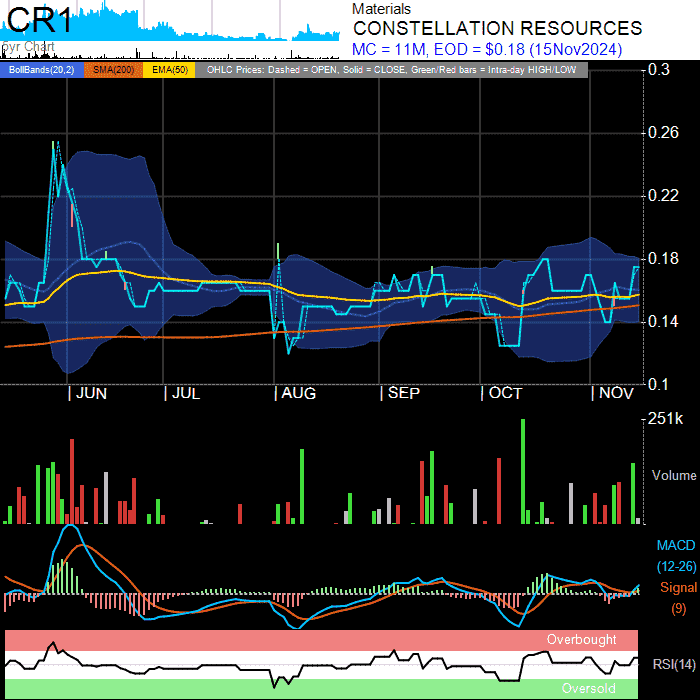 CR1
5yr Chart
Materials
CONSTELLATION RESOURCES
MC = 11M, EOD = $0.18 (15Nov2024)
BollBands(20,2) SMA(200) EMA(50) OHLC Prices: Dashed = OPEN, Solid = CLOSE, Green/Red bars = Intra-day HIGH/LOW
0.3
0.26
0.22
0.18
0.14
0.1
JUN JUL AUG SEP OCT NOV
251k
Volume
MACD
(12-26)
Signal
(9)
Overbought
RSI(14)
Oversold